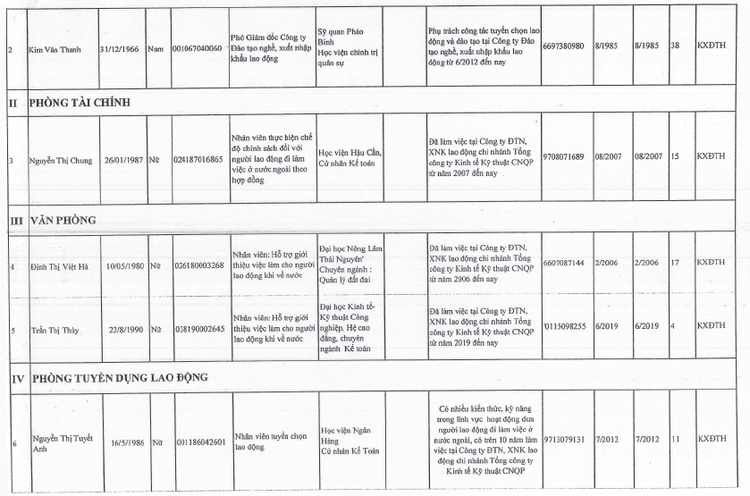 2 Kim Văn Thanh 31/12/1966 Nam 001067040060 Phó Giám đốc Công ty Đào tạo nghề, xuất nhập khẩu lao động Sỹ quan Pháo Binh Học viện chính trị quân sự Phụ trách công tác tuyển chọn lao động và đào tạo tại Công ty Đào tạo nghề, xuất nhập khẩu lao động từ 6/2012 đến nay 6697380980 8/1985 8/1985 38 KXĐTH
II PHÒNG TÀI CHÍNH
3 Nguyễn Thị Chung 26/01/1987 Nữ 024187016865 Nhân viên thực hiện chế độ chính sách đối với người lao động đi làm việc ở nước ngoài theo hợp đồng Học viện Hậu Cần, Cử nhân Kế toán Đã làm việc tại Công ty ĐTN, XNK lao động chi nhánh Tổng công ty Kinh tế Kỹ thuật CNQP từ năm 2007 đến nay 9708071689 08/2007 08/2007 15 KXĐTH
III VĂN PHÒNG
4 Đinh Thị Việt Hà 10/05/1980 Nữ 026180003268 Nhân viên: Hỗ trợ giới thiệu việc làm cho người lao động khi về nước Đại học Nông Lâm Thái Nguyên' Chuyên ngành : Quản lý đất đai Đã làm việc tại Công ty ĐTN, XNK lao động chi nhánh Tổng công ty Kinh tế Kỹ thuật CNQP từ năm 2006 đến nay 6607087144 2/2006 2/2006 17 KXĐTH
5 Trần Thị Thùy 22/8/1990 Nữ 038190002645 Nhân viên: Hỗ trợ giới thiệu việc làm cho người lao động khi về nước Đại học Kinh tế- Kỹ thuật Công nghiệp. Hệ cao đẳng, chuyên ngành Kế toán Đã làm việc tại Công ty ĐTN, XNK lao động chi nhánh Tổng công ty Kinh tế Kỹ thuật CNQP từ năm 2019 đến nay '0115098255 6/2019 6/2019 4 KXĐTH
IV PHÒNG TUYỂN DỤNG LAO ĐỘNG
6 Nguyễn Thị Tuyết Anh 16/5/1986 Nữ 001186042601 Nhân viên tuyển chọn lao động Học viện Ngân Hàng Cử nhân Kế Toán Có nhiều kiến thức, kỹ năng trong lĩnh vực hoạt động đưa người lao động đi làm việc ở nước ngoài, có trên 10 năm làm việc tại Công ty ĐTN, XNK lao động chi nhánh Tổng công ty Kinh tế Kỹ thuật CNQP 9713079131 7/2012 7/2012 11 KXĐTH